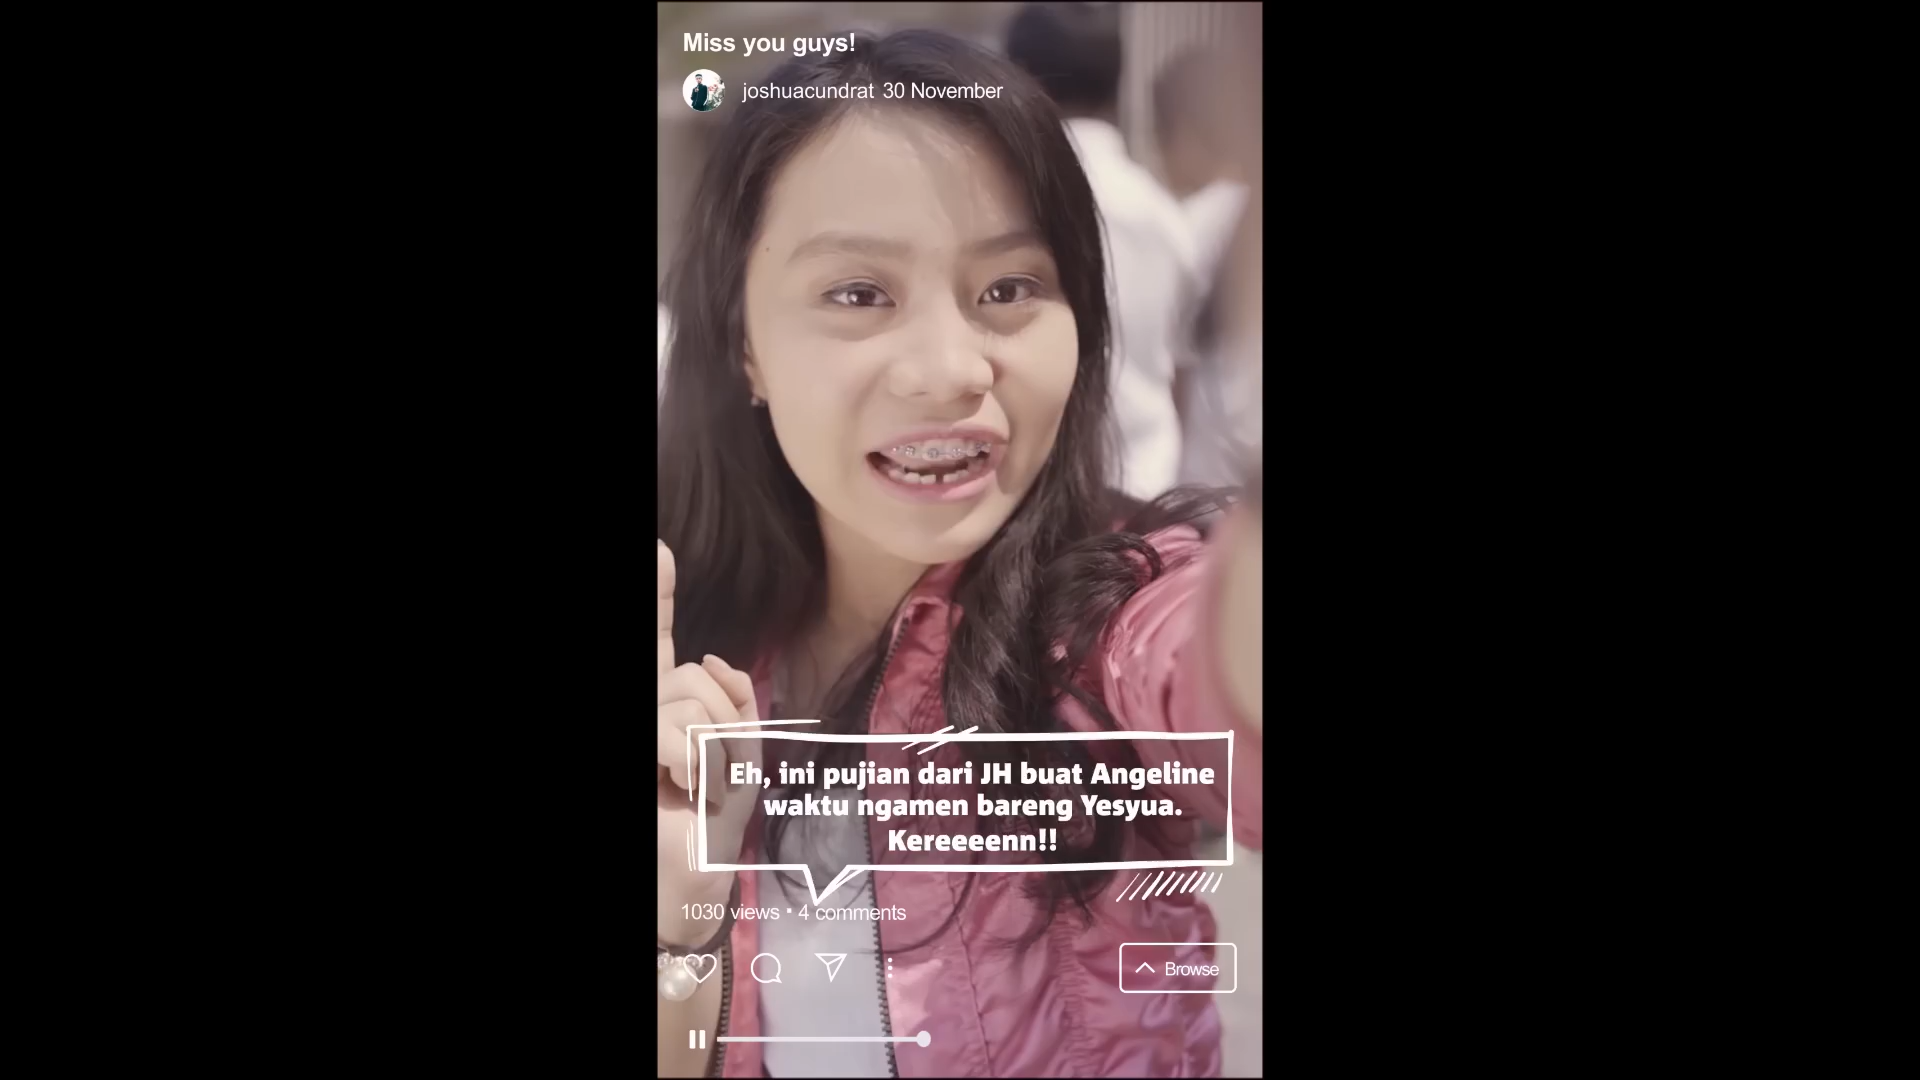 Miss you guys!
joshuacundrat 30 November
Eh, ini pujian dari JH buat Angeline
waktu ngamen bareng Yesyua.
Kereeeenn!!
1030 views • 4 comments
Browse